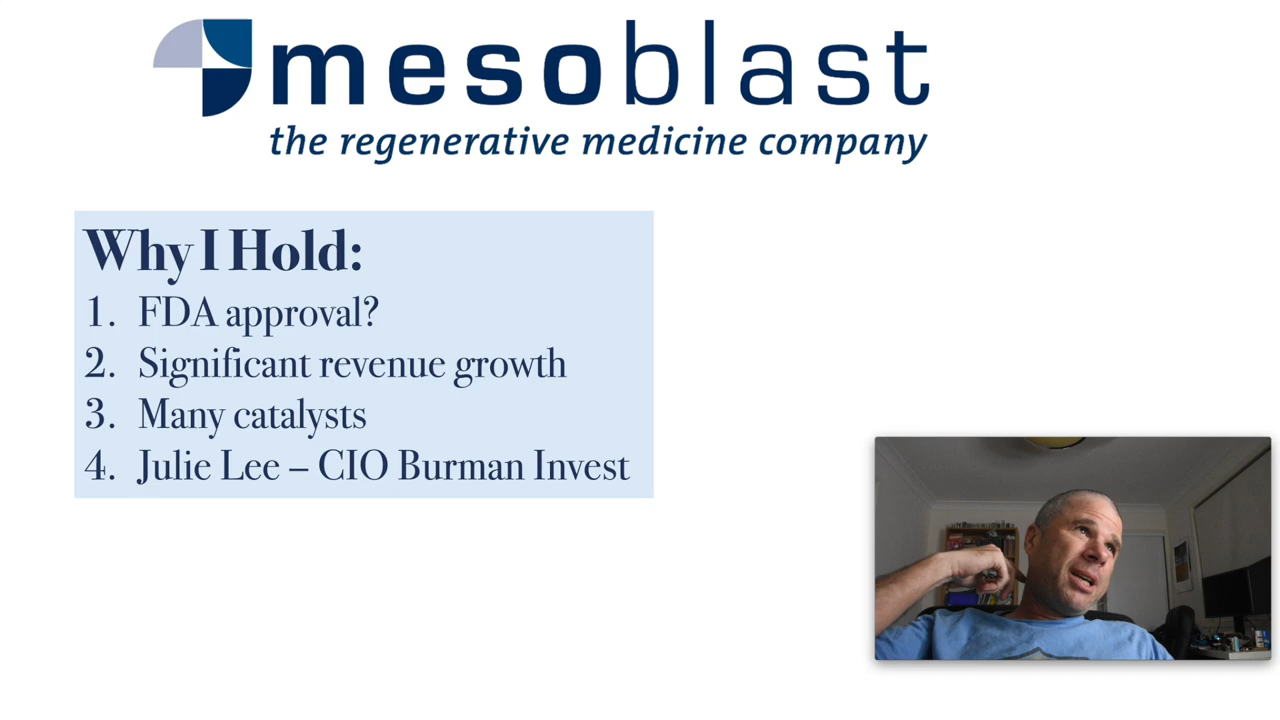 mesoblast
the regenerative medicine company
Why I Hold:
1. FDA approval?
2. Significant revenue growth
3. Many catalysts
4. Julie Lee – CIO Burman Invest